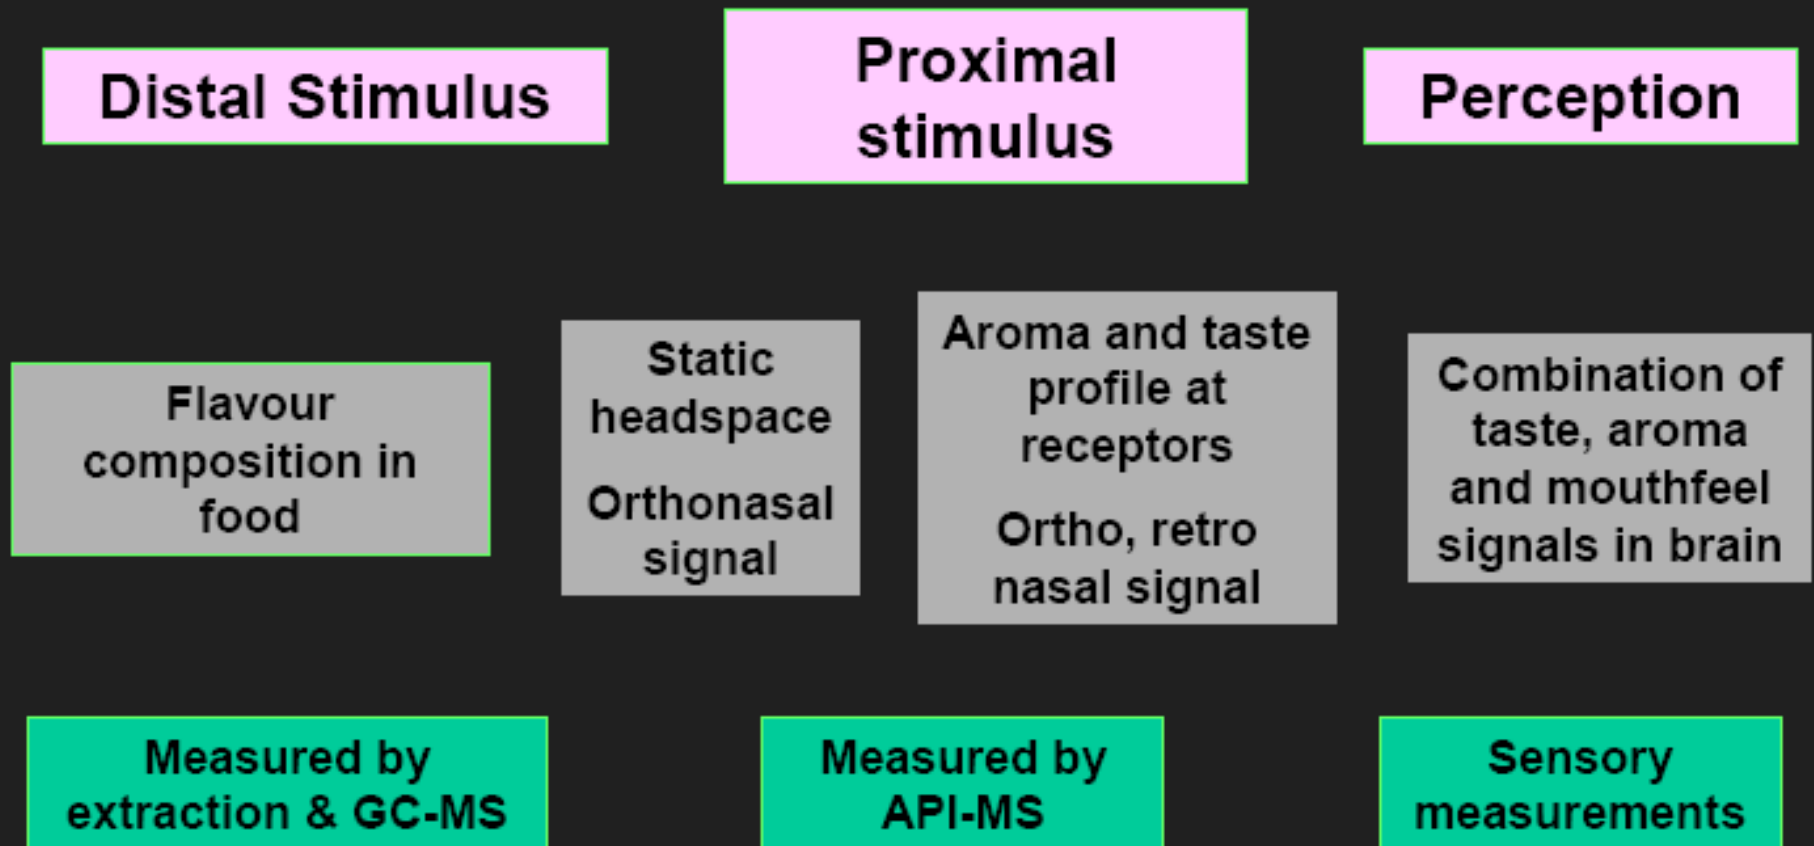 Distal Stimulus
Proximal
stimulus
Perception
Flavour
composition in
food
Static
headspace
Orthonasal
signal
Aroma and taste
profile at
receptors
Ortho, retro
nasal signal
Combination of
taste, aroma
and mouthfeel
signals in brain
Measured by
extraction & GC-MS
Measured by
API-MS
Sensory
measurements